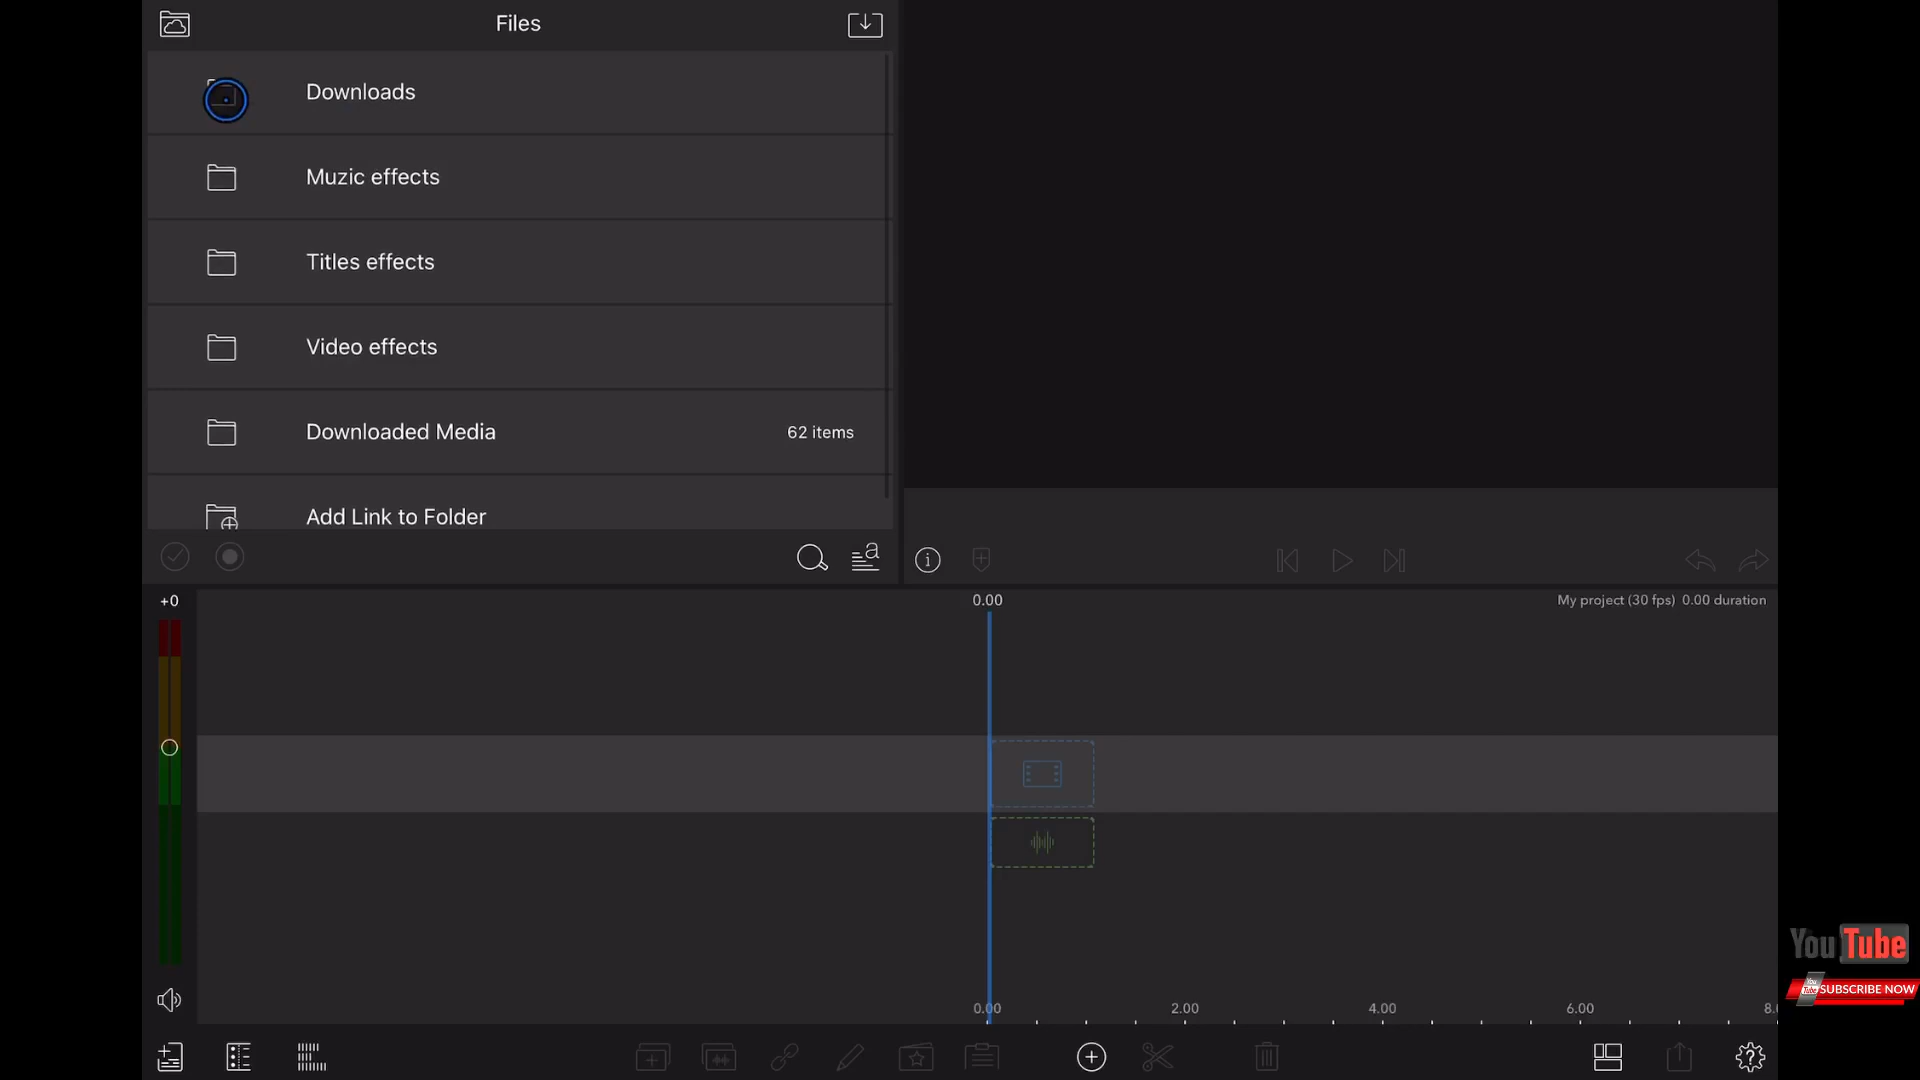 Files
Downloads
Muzic effects
Titles effects
Video effects
Downloaded Media 62 items
Add Link to Folder
+0
0.00
My project (30 fps) 0.00 duration
0.00 2.00 4.00 6.00 8.
YouTube
You Tube SUBSCRIBE NOW